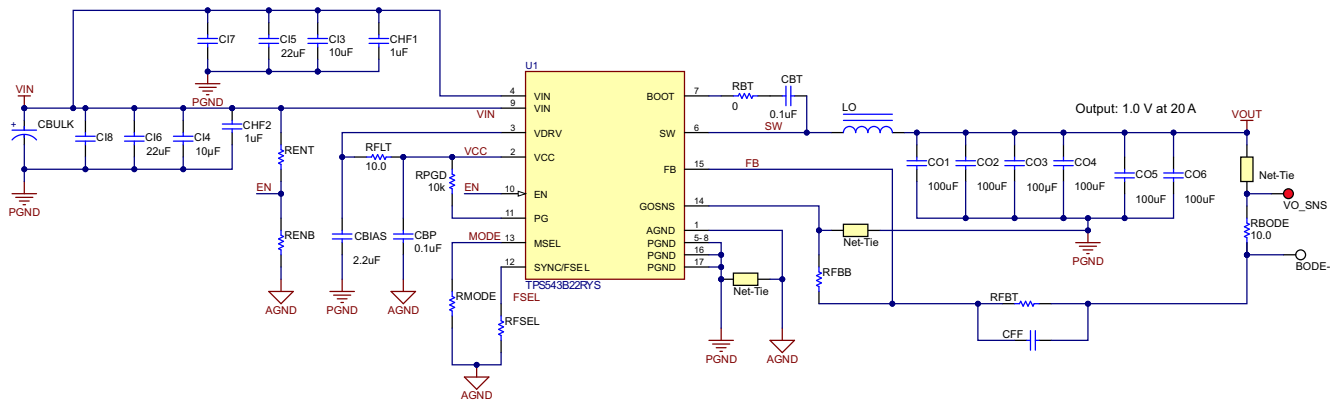 CI7
CI5
22uF
CI3
10uF
CHF1
1uF
PGND
VIN
CBULK
+
CI8
CI6
22uF
CI4
10µF
CHF2
1uF
PGND
RENT
EN
RENB
AGND
VIN
RFLT
10.0
VCC
RPGD
10k
EN
CBIAS
2.2uF
CBP
0.1uF
PGND
AGND
MODE
RMODE
FSEL
RFSEL
AGND
U1
4 VIN
9 VIN
3 VDRV
2 VCC
10 EN
11 PG
13 MSEL
12 SYNC/FSEL
BOOT 7
SW 6
FB 15
GOSNS 14
AGND 1
PGND 5-8
PGND 16
PGND 17
TPS543B22RYS
RBT
0
CBT
0.1uF
SW
LO
FB
Output: 1.0 V at 20 A
VOUT
CO1
100uF
CO2
100uF
CO3
100µF
CO4
100uF
CO5
100uF
CO6
100uF
Net-Tie
VO_SNS
RBODE
10.0
BODE-
Net-Tie
PGND
RFBB
Net-Tie
PGND
AGND
RFBT
CFF